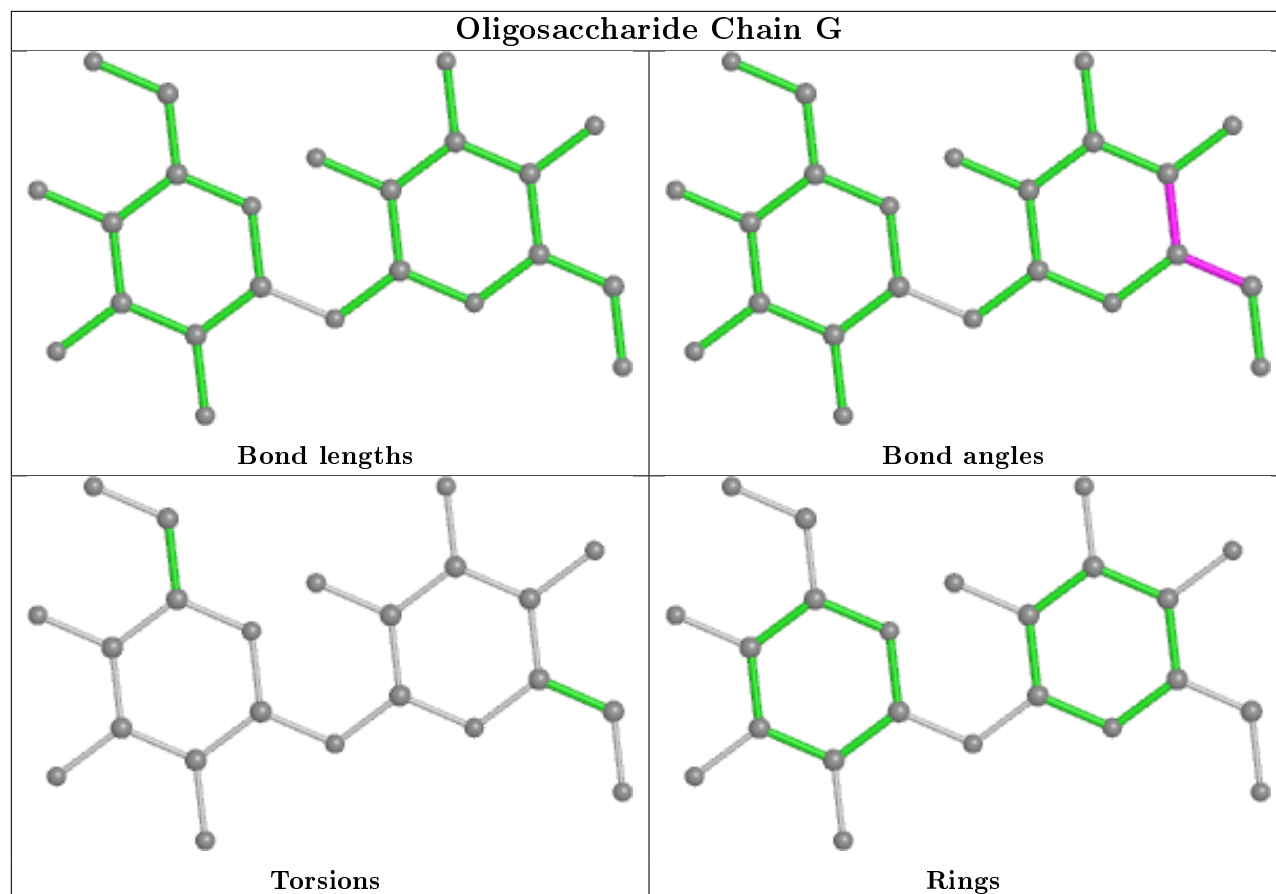 Oligosaccharide Chain G
Bond lengths
Bond angles
Torsions
Rings